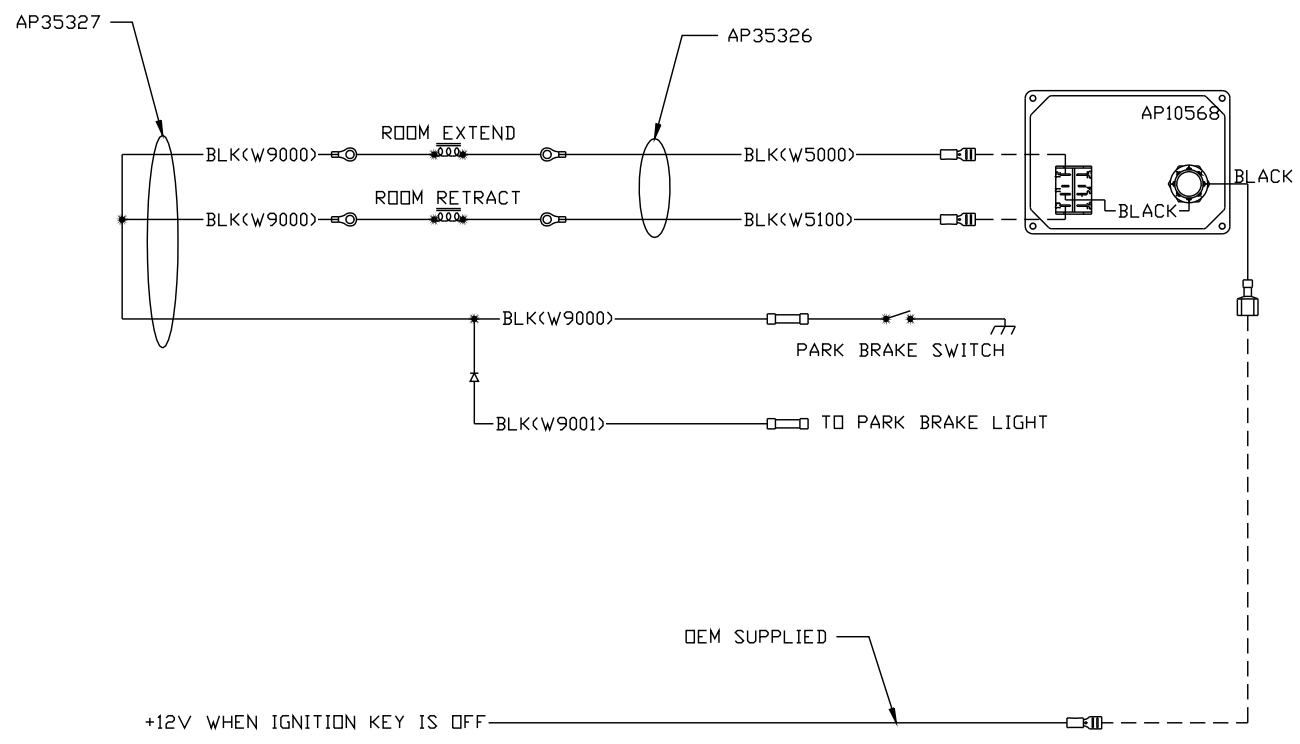 AP35327
AP35326
AP10568
ROOM EXTEND
BLK(W9000)
BLK(W5000)
BLACK
ROOM RETRACT
BLK(W9000)
BLK(W5100)
BLACK
BLK(W9000)
PARK BRAKE SWITCH
BLK(W9001)
TO PARK BRAKE LIGHT
OEM SUPPLIED
+12V WHEN IGNITION KEY IS OFF